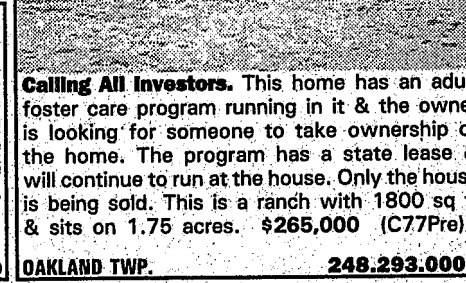 Calling All Investors. This home has an adu
foster care program running in it & the owne
is looking for someone to take ownership o
the home. The program has a state lease
will continue to run at the house. Only the hous
is being sold. This is a ranch with 1800 sq
& sits on 1.75 acres. $265,000 (C77Pre)
OAKLAND TWP. 248.293.000